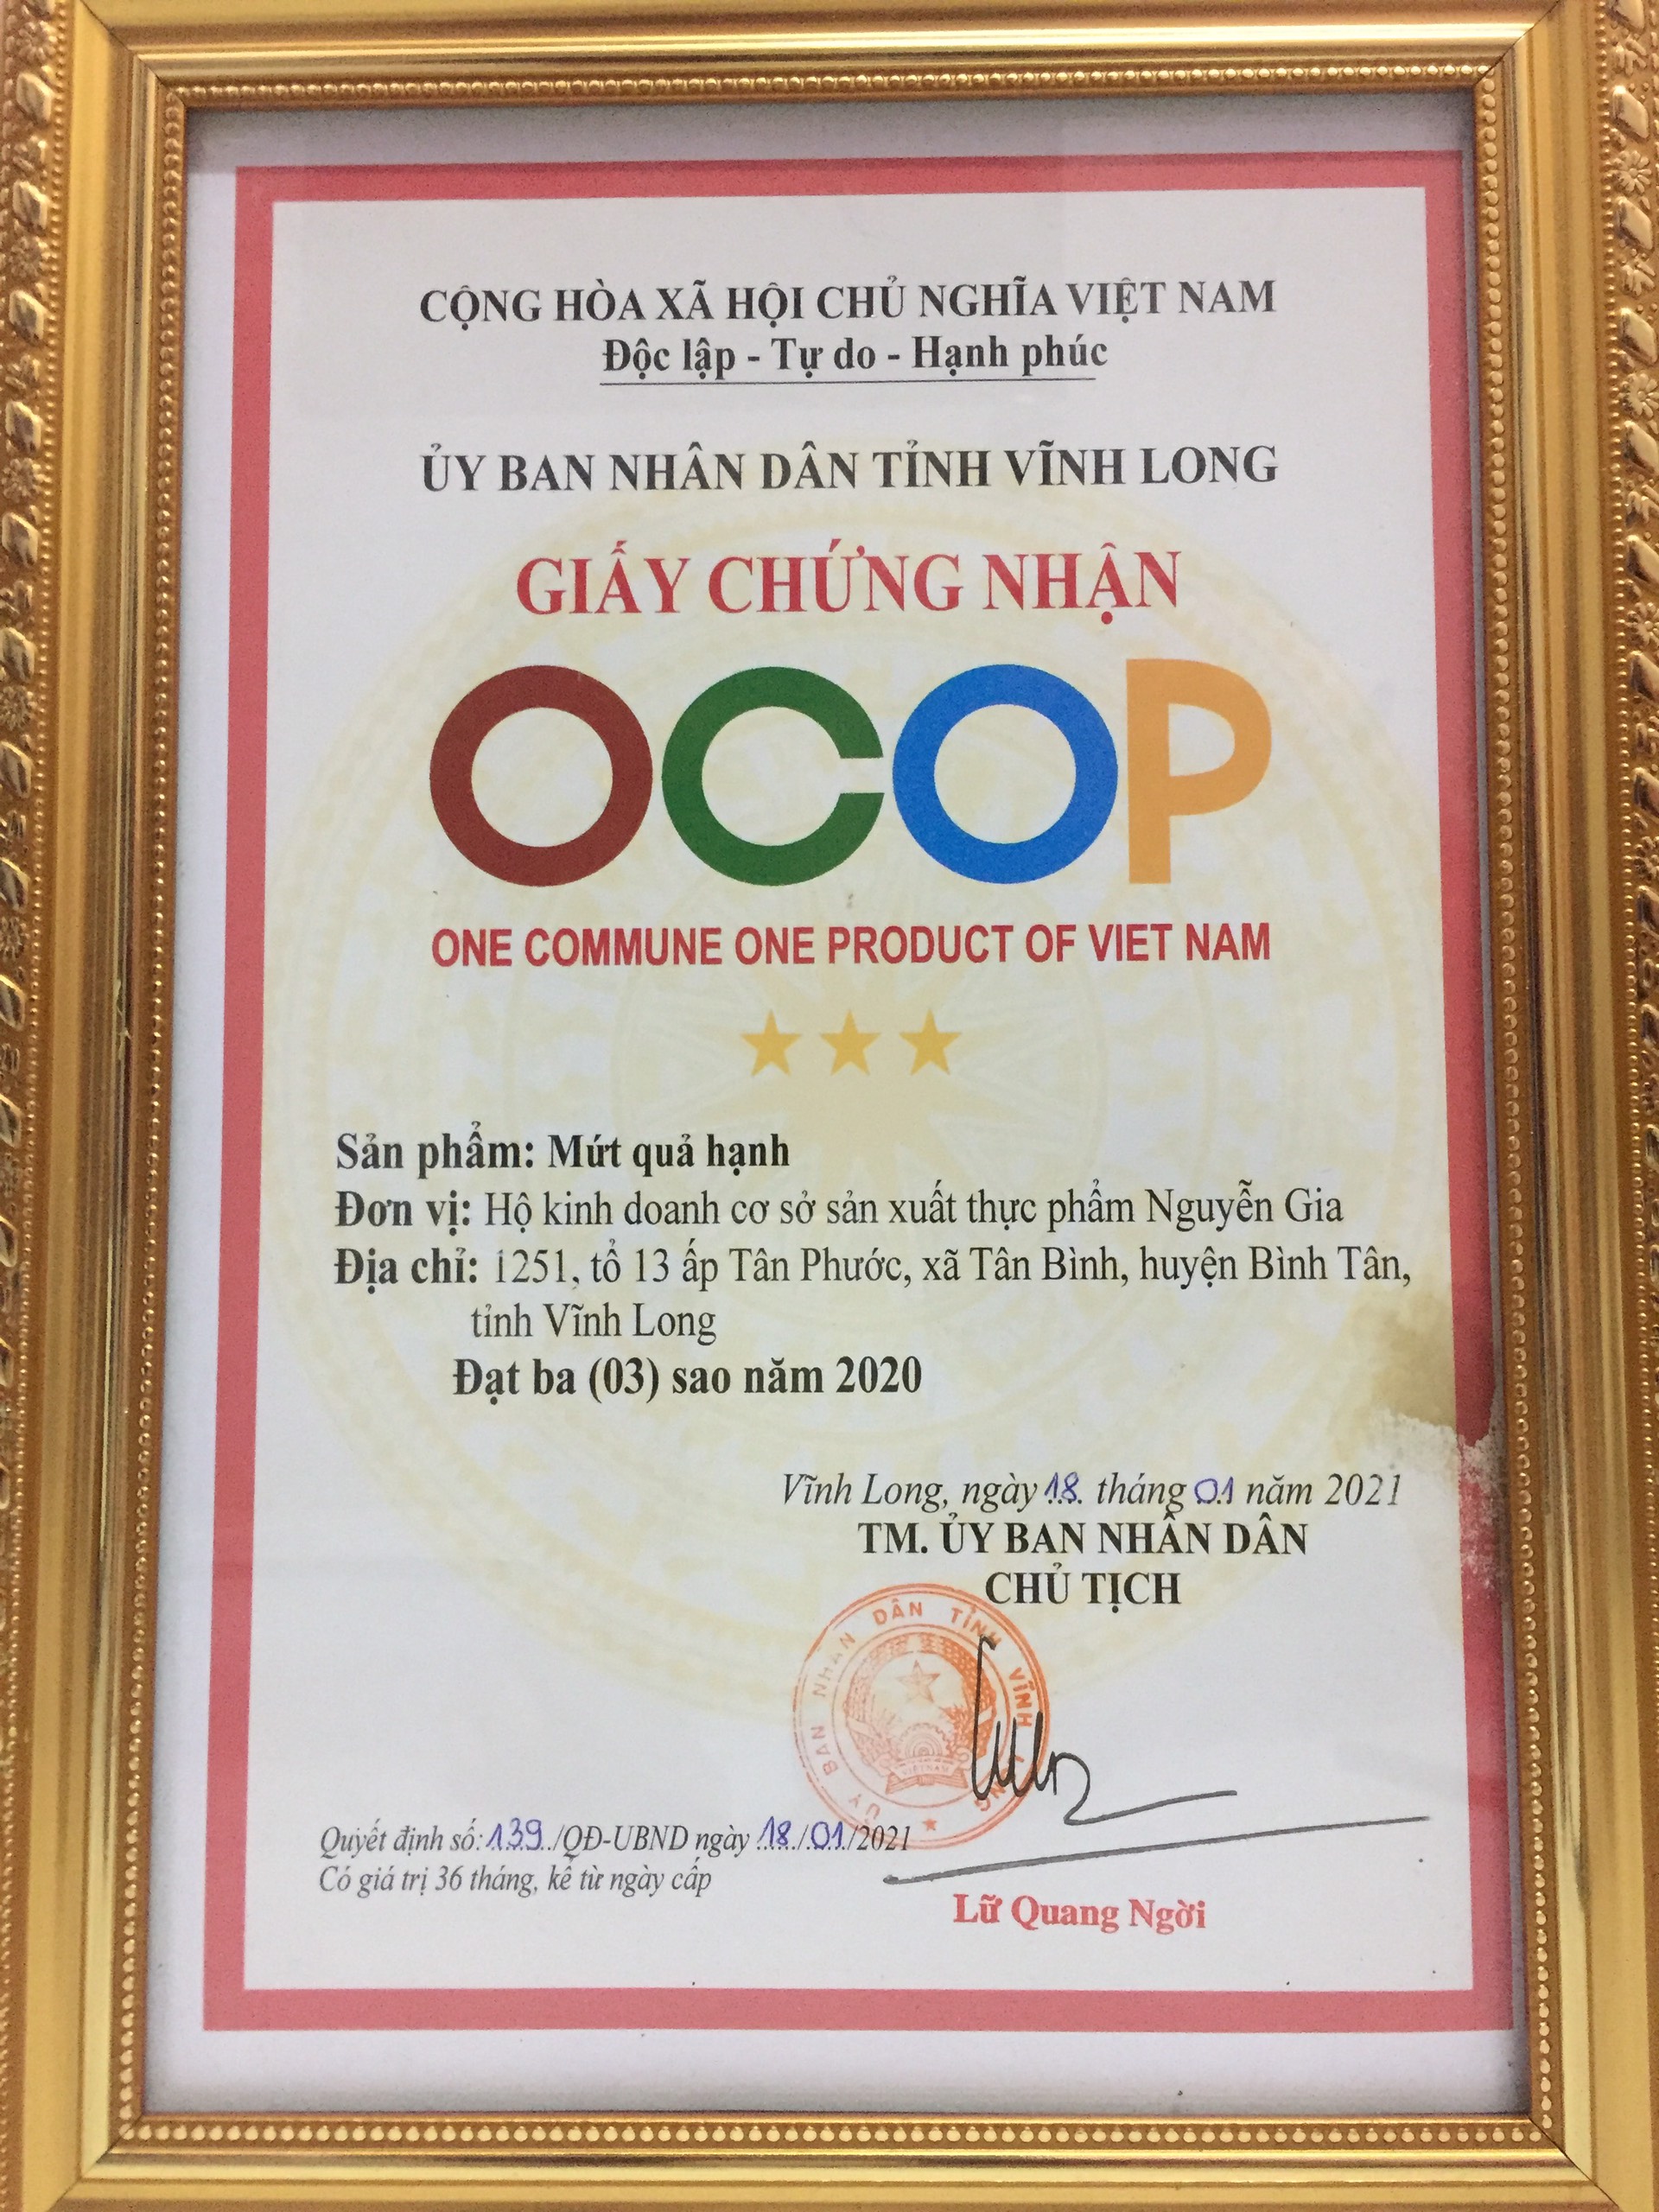 CỘNG HÒA XÃ HỘI CHỦ NGHĨA VIỆT NAM
Độc lập - Tự do - Hạnh phúc
ỦY BAN NHÂN DÂN TỈNH VĨNH LONG
GIẤY CHỨNG NHẬN
OCOP
ONE COMMUNE ONE PRODUCT OF VIET NAM
Sản phẩm: Mứt quả hạnh
Đơn vị: Hộ kinh doanh cơ sở sản xuất thực phẩm Nguyễn Gia
Địa chỉ: 1251, tổ 13 ấp Tân Phước, xã Tân Bình, huyện Bình Tân,
tỉnh Vĩnh Long
Đạt ba (03) sao năm 2020
Vĩnh Long, ngày 18 tháng 01 năm 2021
TM. ỦY BAN NHÂN DÂN
CHỦ TỊCH
ỦY BAN NHÂN DÂN TỈNH VĨNH LONG
VIỆT NAM
Quyết định số: 139 /QĐ-UBND ngày 18/01/2021
Có giá trị 36 tháng, kể từ ngày cấp
Lữ Quang Ngời